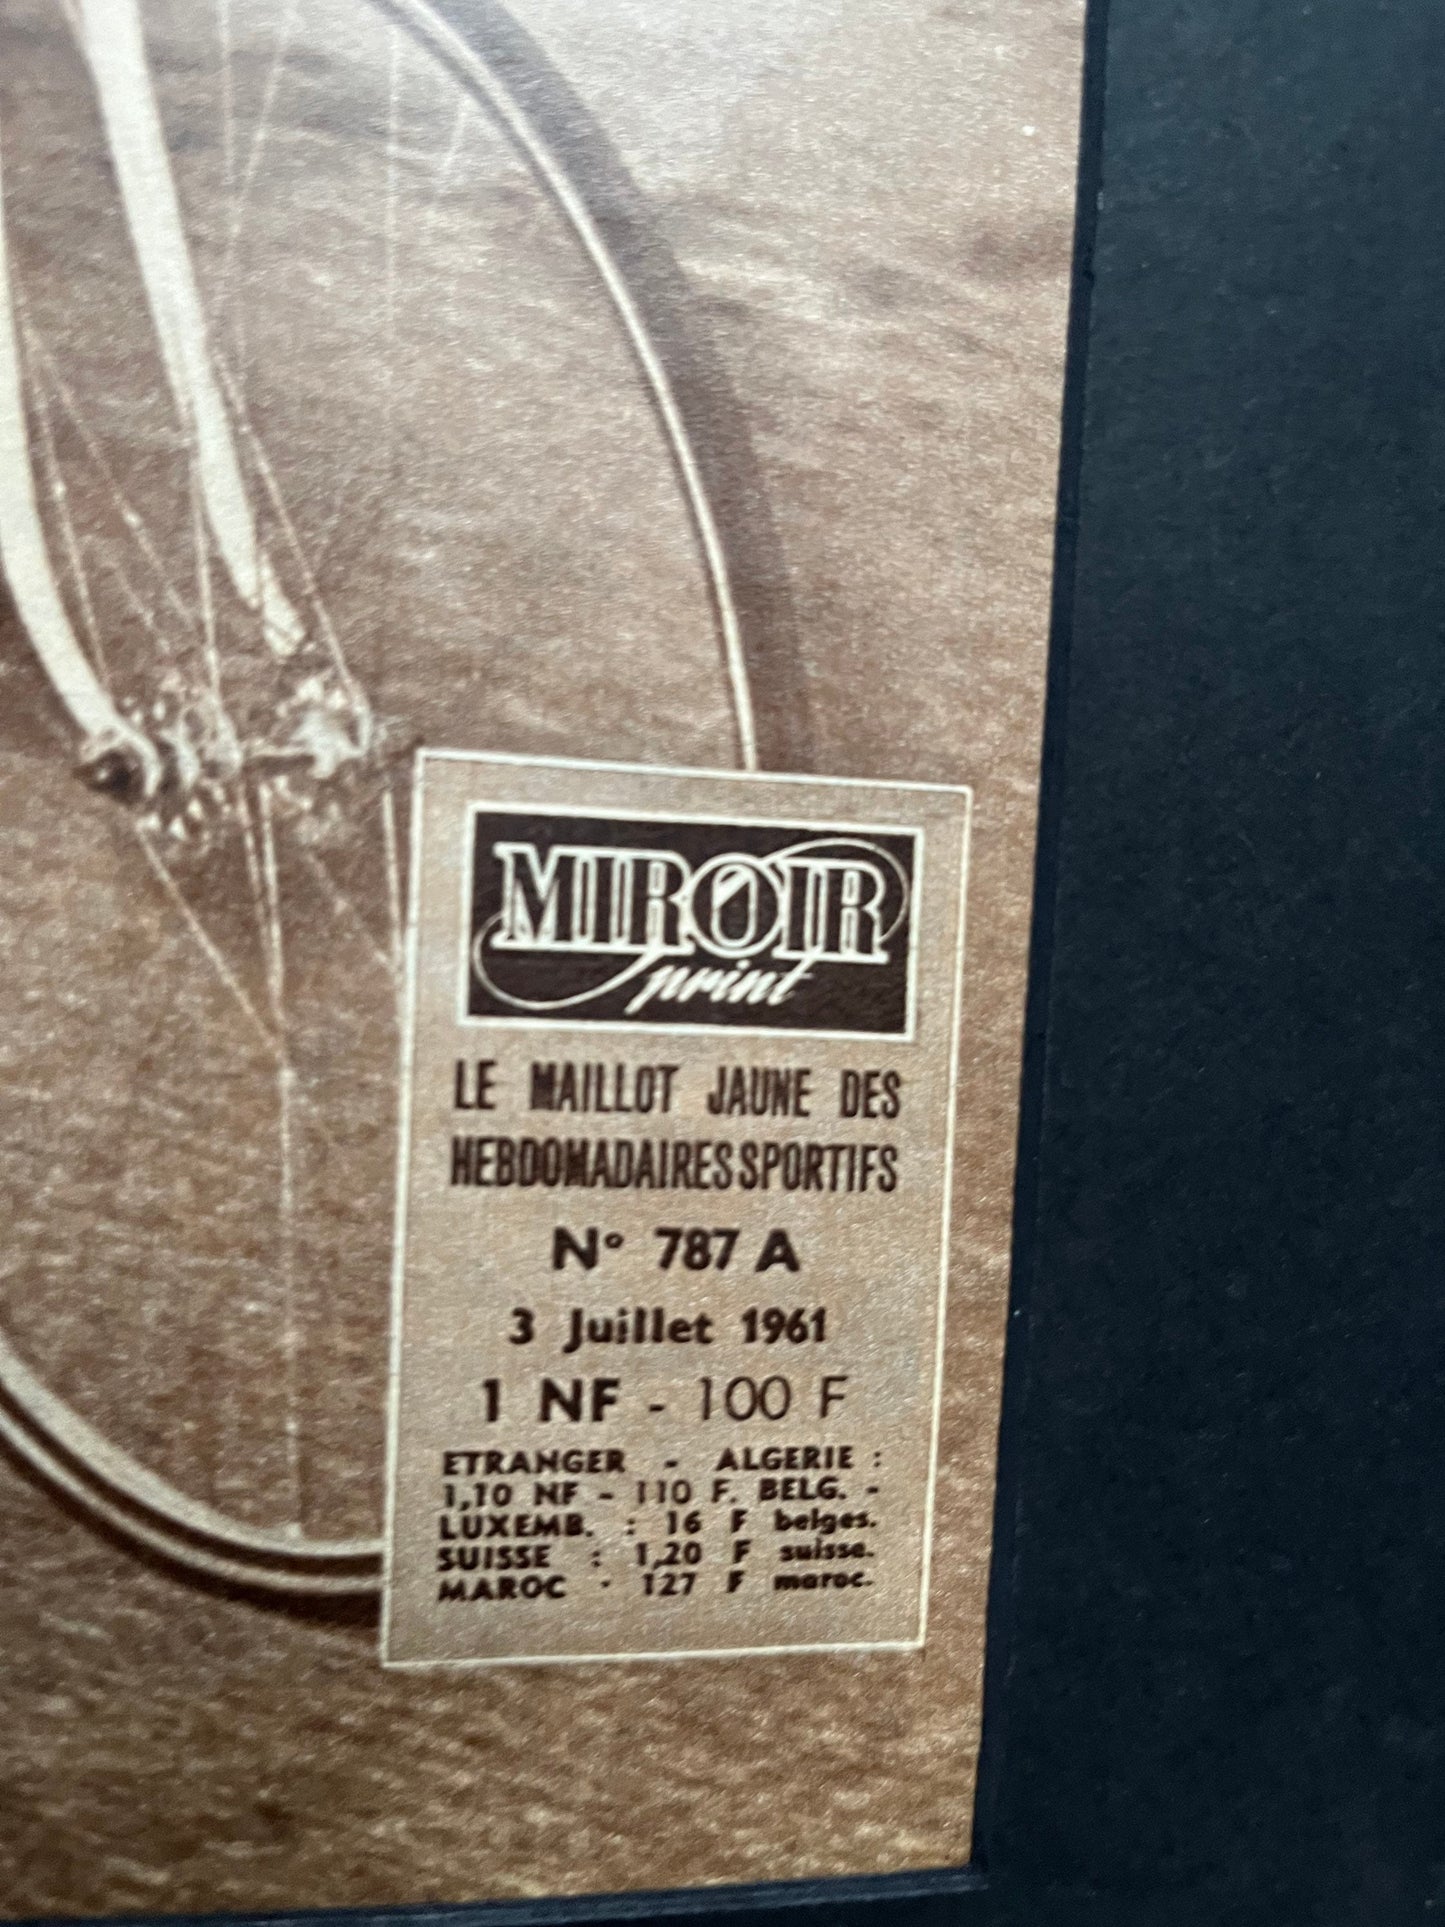 MIROIR
print
LE MAILLOT JAUNE DES
HEBDOMADAIRES SPORTIFS
N° 787 A
3 Juillet 1961
1 NF - 100 F
ETRANGER - ALGERIE :
1,10 NF - 110 F. BELG. -
LUXEMB. : 16 F belges.
SUISSE : 1,20 F suisse.
MAROC : 127 F maroc.